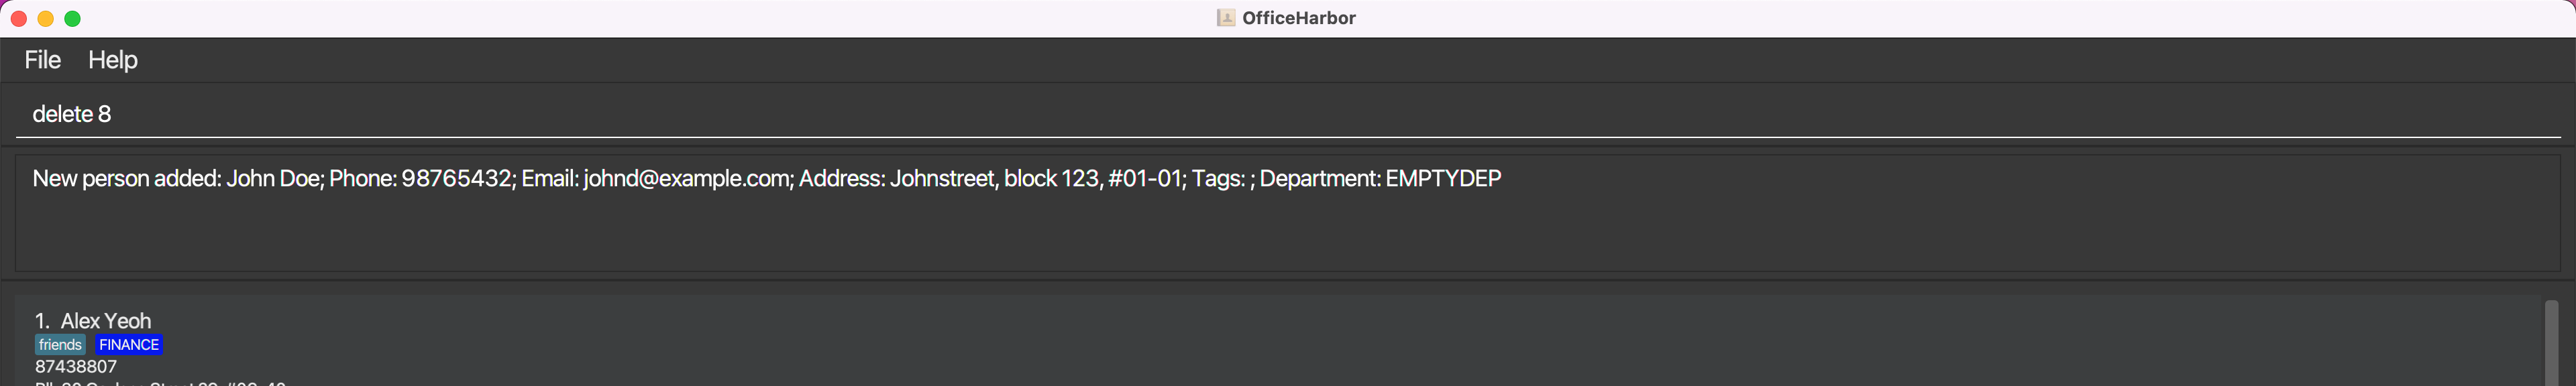 OfficeHarbor
File Help
delete 8
New person added: John Doe; Phone: 98765432; Email: johnd@example.com; Address: Johnstreet, block 123, #01-01; Tags: ; Department: EMPTYDEP
1. Alex Yeoh
friends FINANCE
87438807